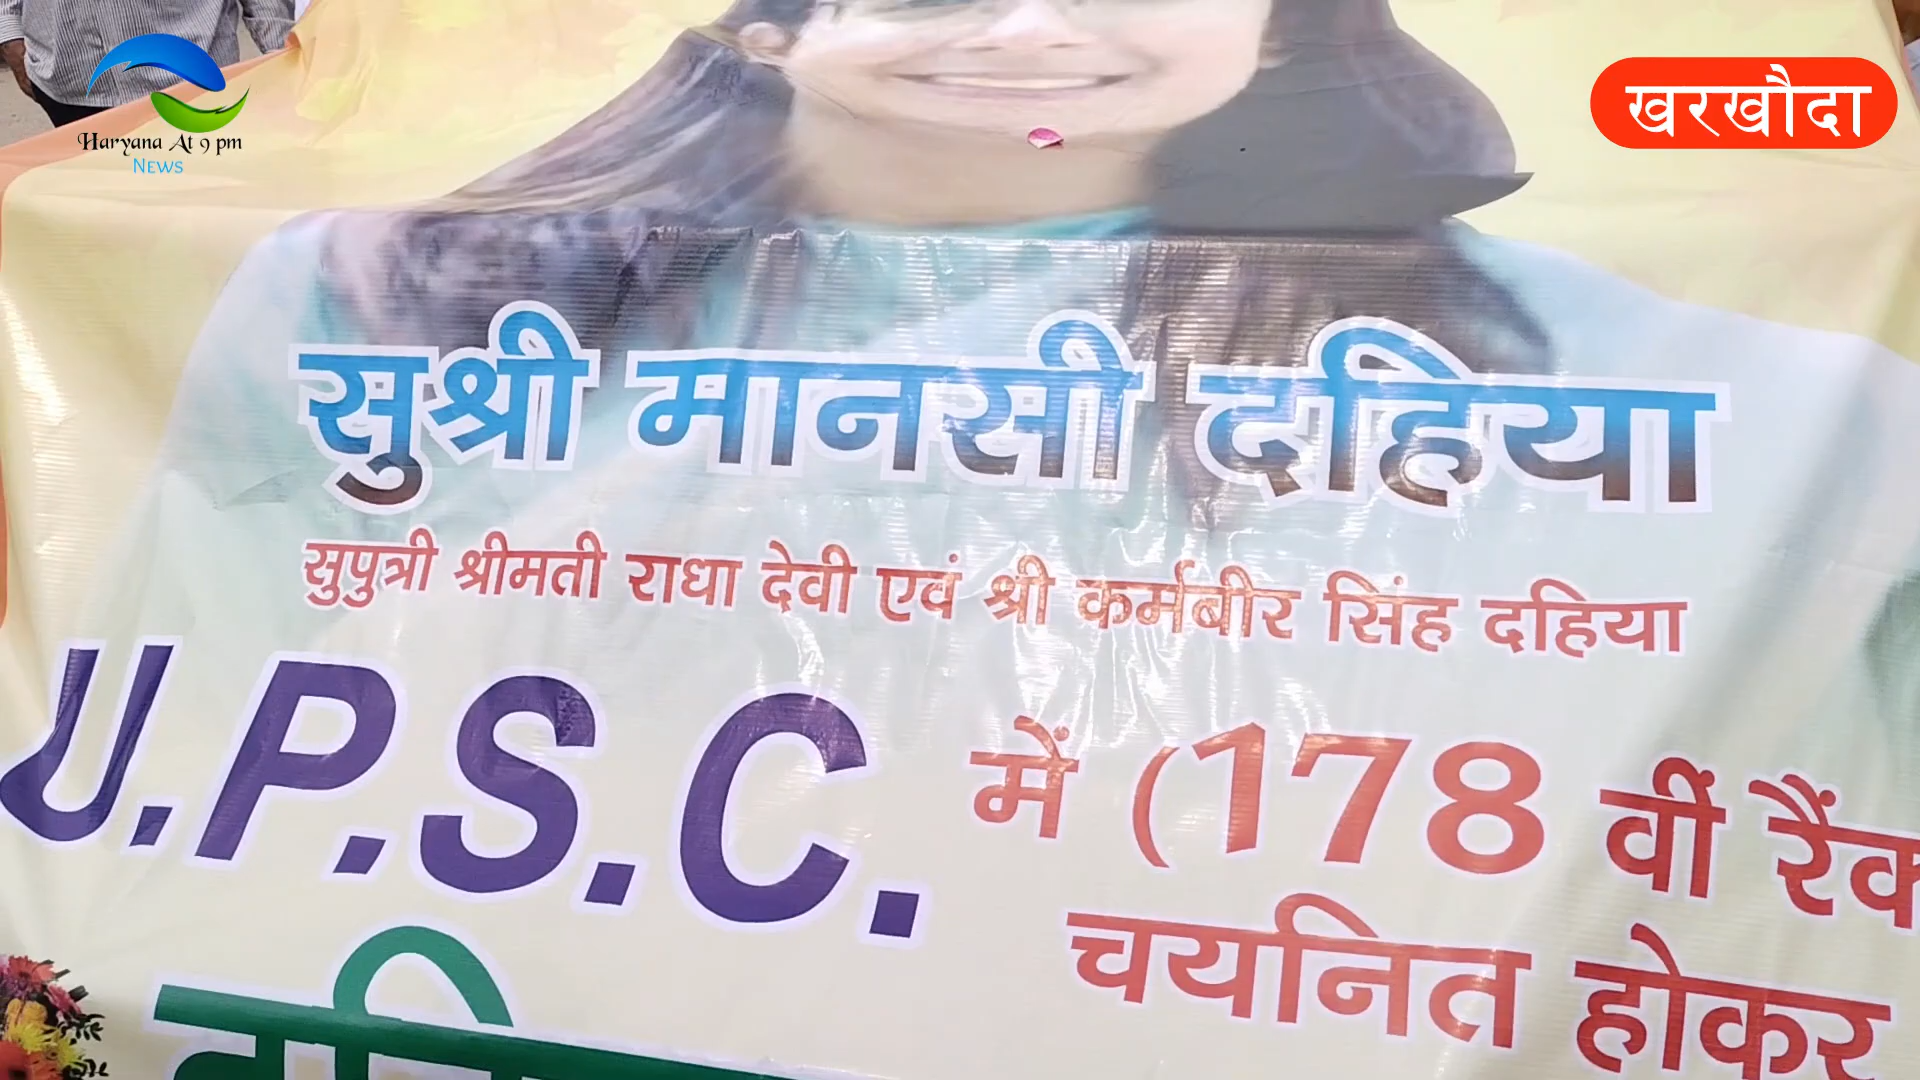 Haryana At 9 pm
News
खरखौदा
सुश्री मानसी दहिया
सुपुत्री श्रीमती राधा देवी एवं श्री कर्मबीर सिंह दहिया
U.P.S.C. में (178 वीं रैंक
चयनित होकर